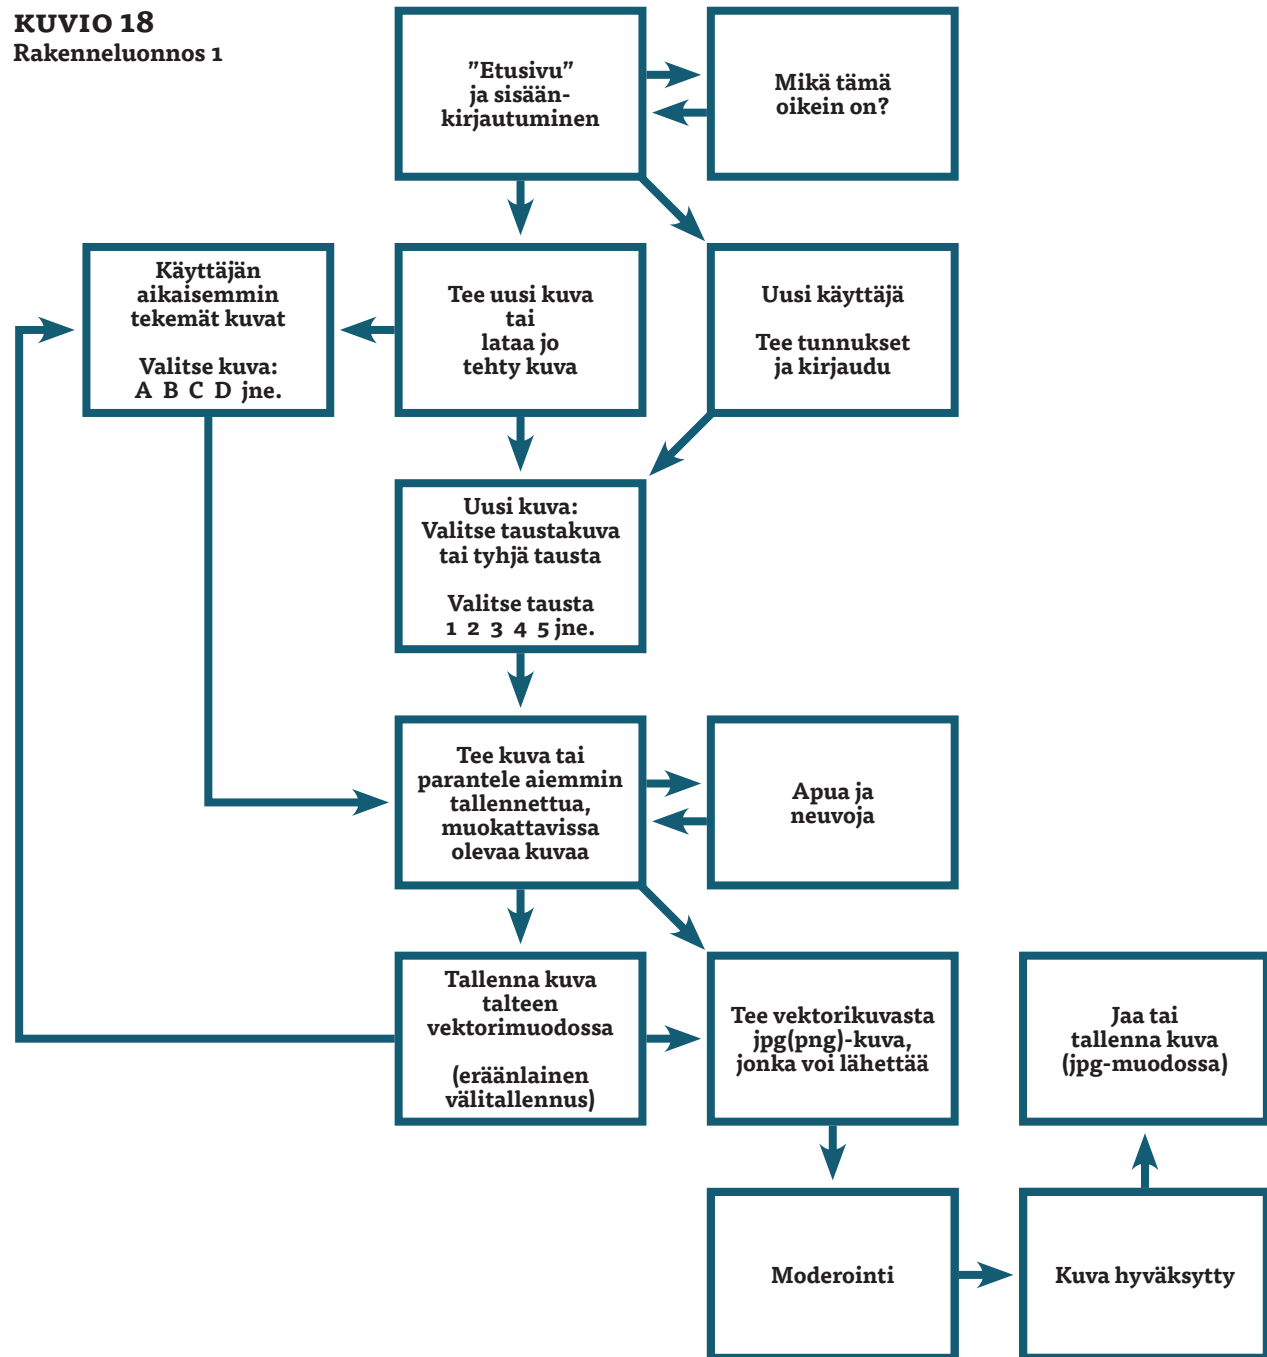 KUVIO 18
Rakenneluonnos 1
”Etusivu”
ja sisään-
kirjautuminen
Mikä tämä
oikein on?
Käyttäjän
aikaisemmin
tekemät kuvat
Valitse kuva:
A B C D jne.
Tee uusi kuva
tai
lataa jo
tehty kuva
Uusi käyttäjä
Tee tunnukset
ja kirjaudu
Uusi kuva:
Valitse taustakuva
tai tyhjä tausta
Valitse tausta
1 2 3 4 5 jne.
Tee kuva tai
parantele aiemmin
tallennettua,
muokattavissa
olevaa kuvaa
Apua ja
neuvoja
Tallenna kuva
talteen
vektorimuodossa
(eräänlainen
välitallennus)
Tee vektorikuvasta
jpg(png)-kuva,
jonka voi lähettää
Jaa tai
tallenna kuva
(jpg-muodossa)
Moderointi
Kuva hyväksytty